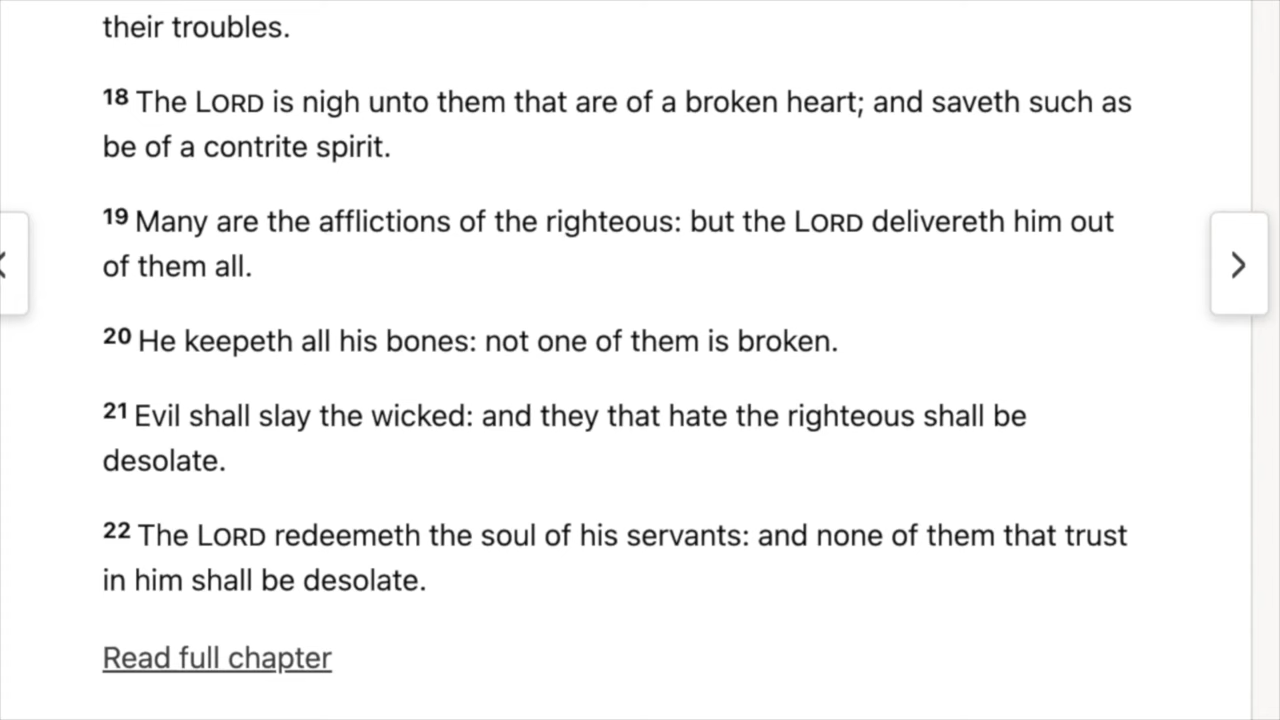 their troubles.
18 The LORD is nigh unto them that are of a broken heart; and saveth such as
be of a contrite spirit.
19 Many are the afflictions of the righteous: but the LORD delivereth him out
of them all.
20 He keepeth all his bones: not one of them is broken.
21 Evil shall slay the wicked: and they that hate the righteous shall be
desolate.
22 The LORD redeemeth the soul of his servants: and none of them that trust
in him shall be desolate.
Read full chapter